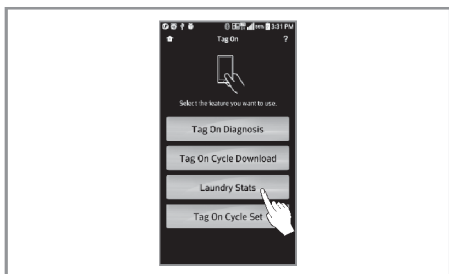 3:31 PM
Tag On
?
Select the feature you want to use.
Tag On Diagnosis
Tag On Cycle Download
Laundry Stats
Tag On Cycle Set